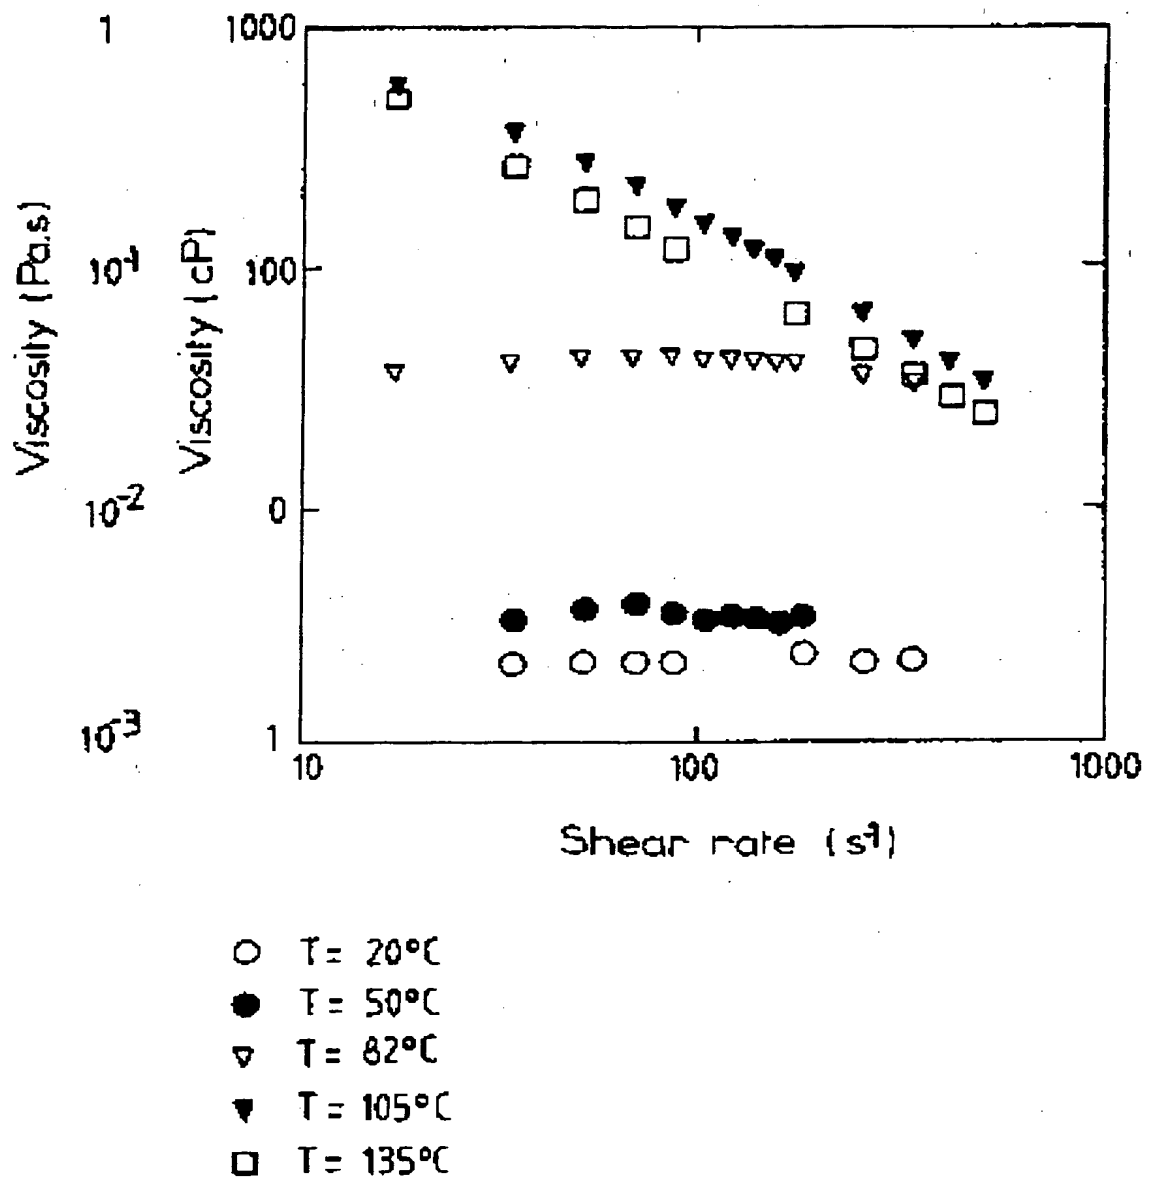 1 1000
Viscosity (Pa.s)
Viscosity (cP)
10-1 100
10-2 0
10-3 1
10 100 1000
Shear rate (s-1)
T= 20°C
T= 50°C
T= 82°C
T= 105°C
T= 135°C